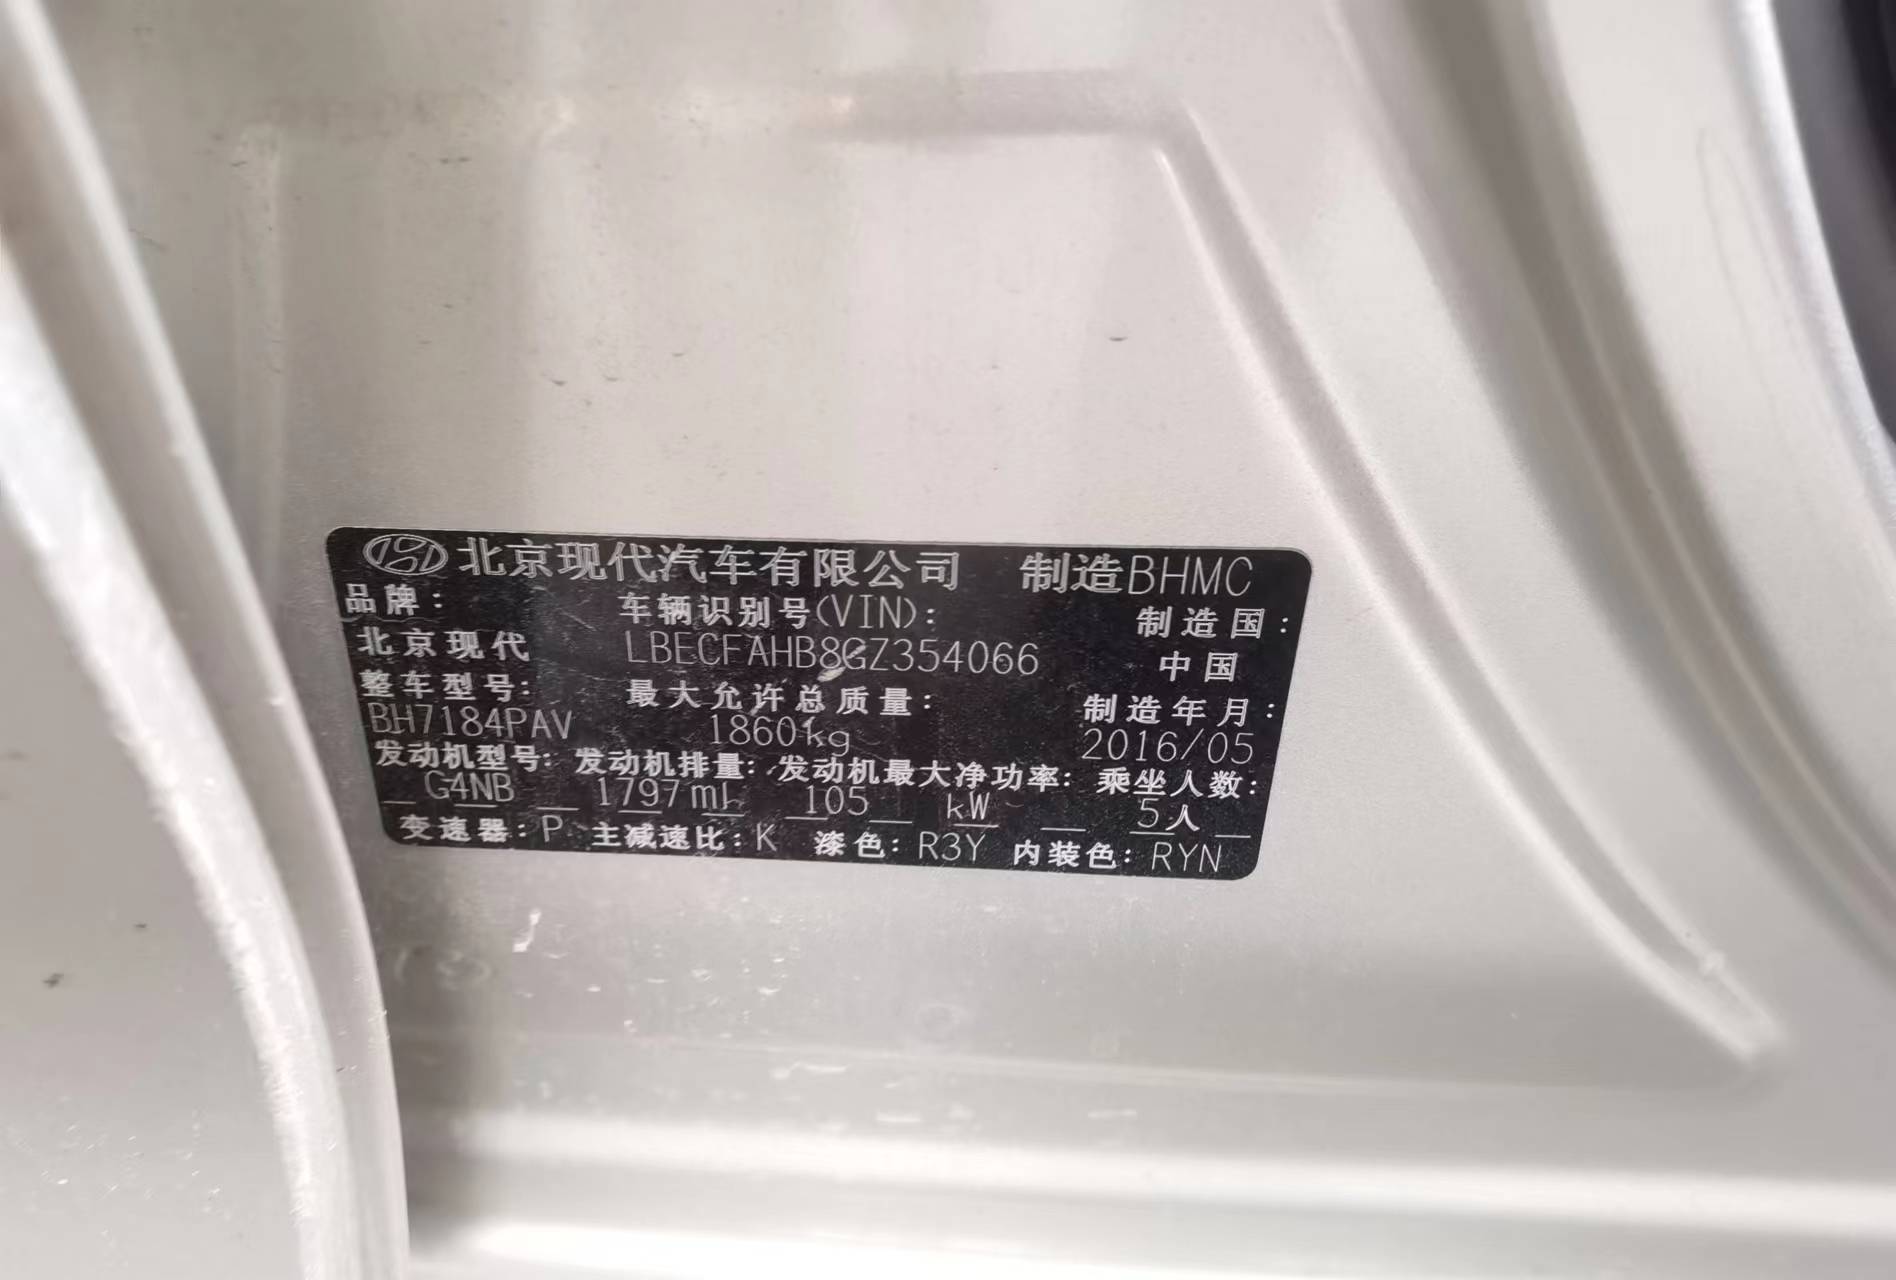 北京现代汽车有限公司 制造BHMC
品牌: 车辆识别号(VIN): 制造国:
北京现代 LBECFAHB8GZ354066 中国
整车型号: 最大允许总质量: 制造年月:
BH7184PAV 1860kg 2016/05
发动机型号: 发动机排量: 发动机最大净功率: 乘坐人数:
G4NB 1797mL 105 kW 5人
变速器: P 主减速比: K 漆色: R3Y 内装色: RYN